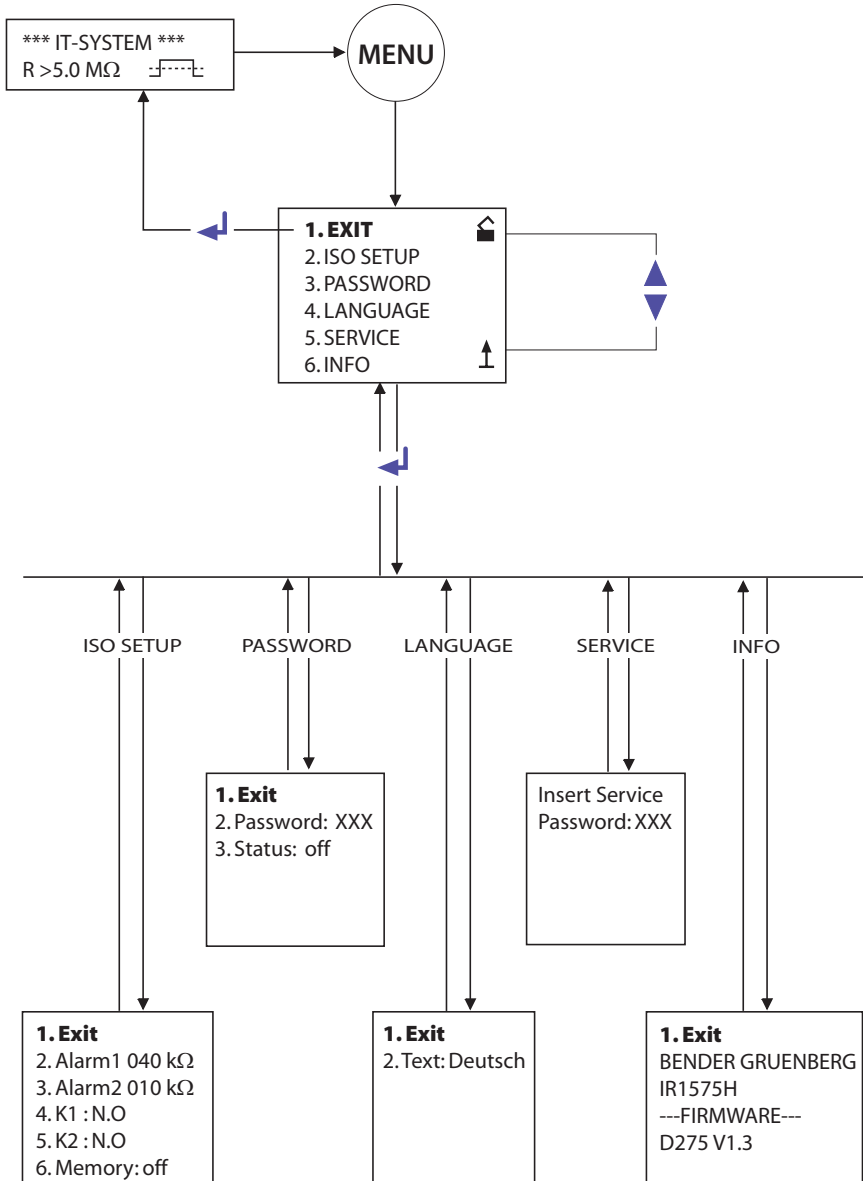 *** IT-SYSTEM ***
R >5.0 MΩ
MENU
1. EXIT
2. ISO SETUP
3. PASSWORD
4. LANGUAGE
5. SERVICE
6. INFO
ISO SETUP
PASSWORD
LANGUAGE
SERVICE
INFO
1. Exit
2. Password: XXX
3. Status: off
Insert Service
Password: XXX
1. Exit
2. Alarm1 040 kΩ
3. Alarm2 010 kΩ
4. K1 : N.O
5. K2 : N.O
6. Memory: off
1. Exit
2. Text: Deutsch
1. Exit
BENDER GRUENBERG
IR1575H
---FIRMWARE---
D275 V1.3